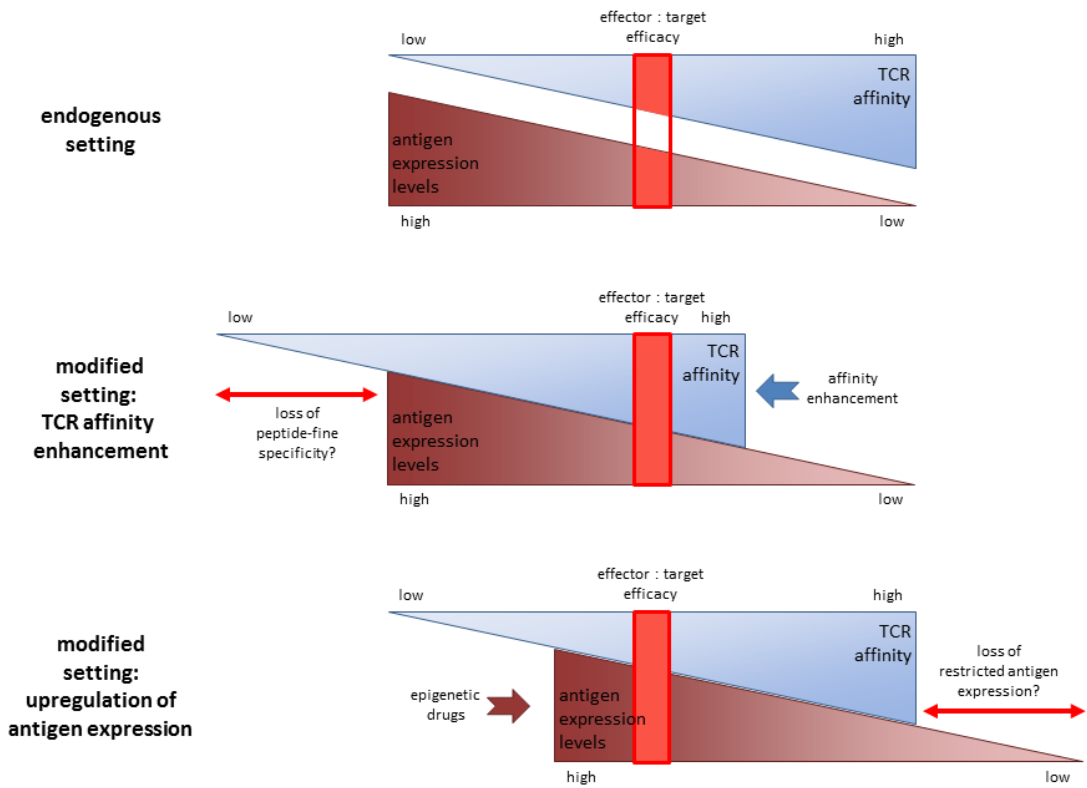 effector : target
efficacy
low
high
TCR
affinity
endogenous
setting
antigen
expression
levels
high
low
effector : target
efficacy
low
high
TCR
affinity
modified
setting:
TCR affinity
enhancement
affinity
enhancement
loss of
peptide-fine
specificity?
antigen
expression
levels
high
low
effector : target
efficacy
low
high
TCR
affinity
modified
setting:
upregulation of
antigen expression
loss of
restricted antigen
expression?
epigenetic
drugs
antigen
expression
levels
high
low